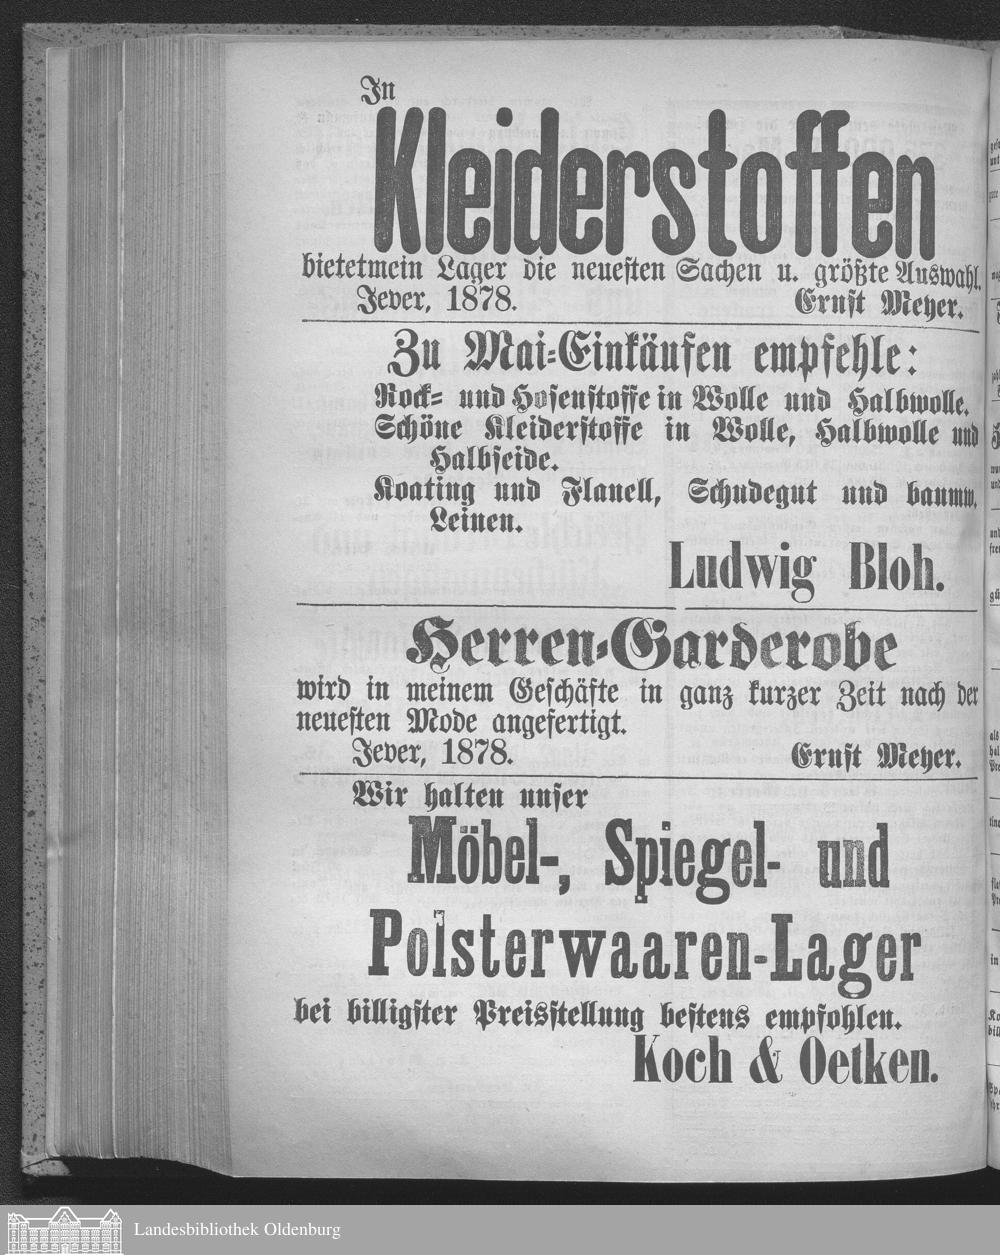 In
Kleiderstoffen
bietetmein Lager die neuesten Sachen u. größte Auswahl.
Jever, 1878. Ernst Meyer.
Zu Mai-Einkäufen empfehle:
Rock- und Hosenstoffe in Wolle und Halbwolle.
Schöne Kleiderstoffe in Wolle, Halbwolle und
Halbseide.
Koating und Flanell, Schudegut und baumw.
Leinen.
Ludwig Bloh.
Herren-Garderobe
wird in meinem Geschäfte in ganz kurzer Zeit nach der
neuesten Mode angefertigt.
Jever, 1878. Ernst Meyer.
Wir halten unser
Möbel-, Spiegel- und
Polsterwaaren-Lager
bei billigster Preisstellung bestens empfohlen.
Koch & Oetken.
Landesbibliothek Oldenburg